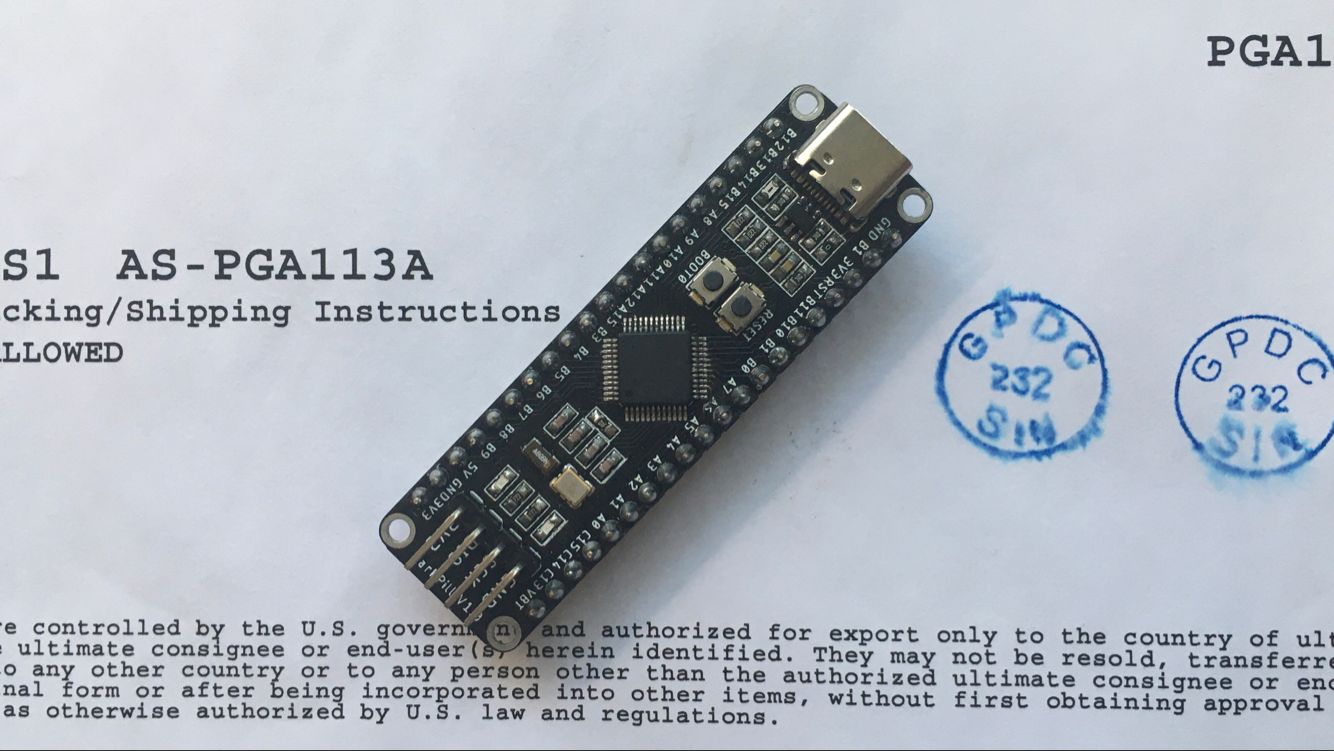 PGA1
S1 AS-PGA113A
cking/Shipping Instructions
ALLOWED
GPDC
232
SIN
GPDC
232
SIN
B12 B13 B14 B15 A8 A9 A10 A11 A12 A15 B3 B4 B5 B6 B7 B8 B9 5V GND 3V3
GND B1 3V3 RST B11 B10 B1 B0 A7 A6 A5 A4 A3 A2 A1 A0 C15 C14 C13 VBT
BOOT0
RESET
re controlled by the U.S. governm and authorized for export only to the country of ult
e ultimate consignee or end-user(s) herein identified. They may not be resold, transferre
to any other country or to any person other than the authorized ultimate consignee or end
nal form or after being incorporated into other items, without first obtaining approval
as otherwise authorized by U.S. law and regulations.